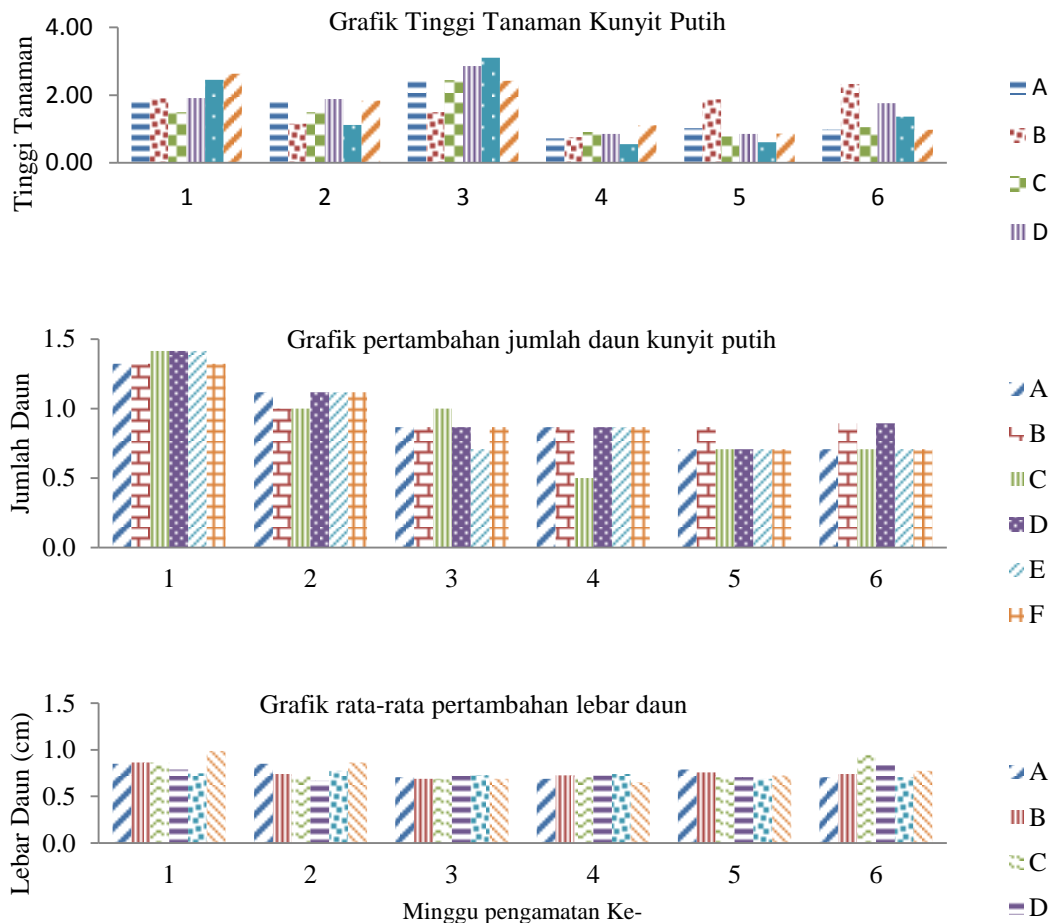 Grafik Tinggi Tanaman Kunyit Putih
Tinggi Tanaman
4.00
2.00
0.00
1 2 3 4 5 6
A
B
C
D
Grafik pertambahan jumlah daun kunyit putih
Jumlah Daun
1.5
1.0
0.5
0.0
1 2 3 4 5 6
A
B
C
D
E
F
Grafik rata-rata pertambahan lebar daun
Lebar Daun (cm)
1.5
1.0
0.5
0.0
1 2 3 4 5 6
Minggu pengamatan Ke-
A
B
C
D